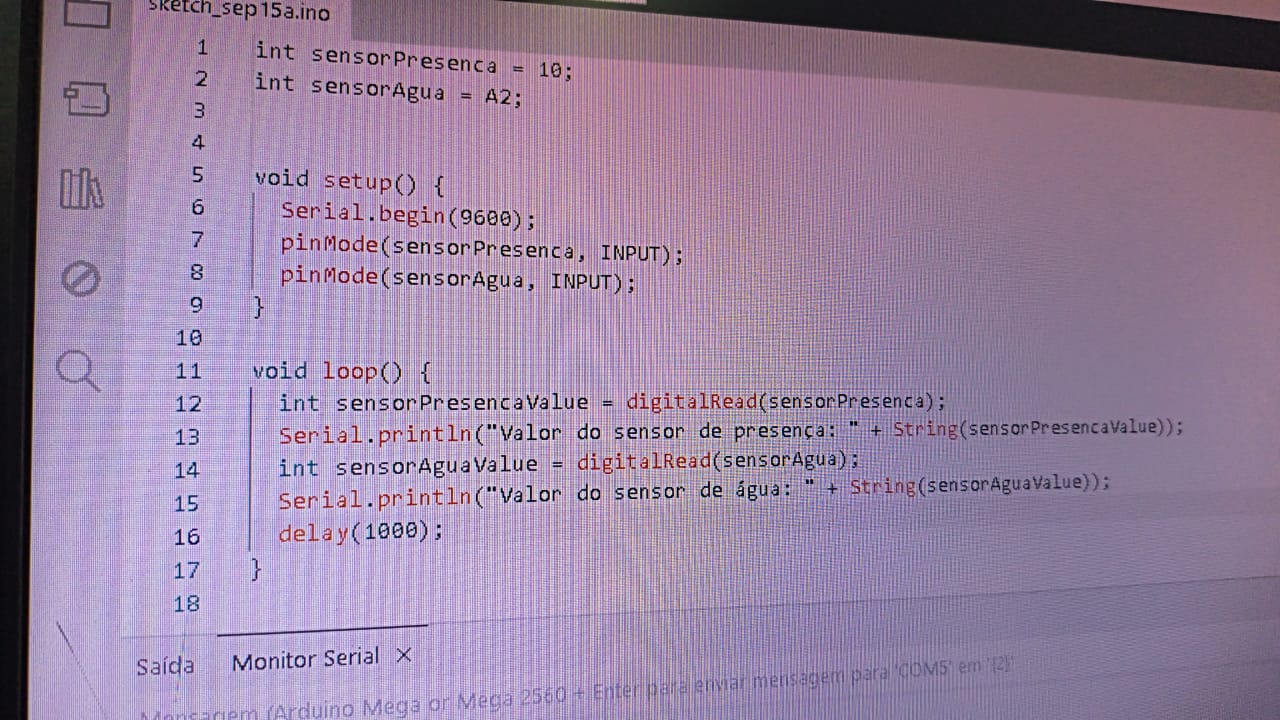 sketch_sep15a.ino
1 int sensorPresenca = 10;
2 int sensorAgua = A2;
3
4
5 void setup() {
6 Serial.begin(9600);
7 pinMode(sensorPresenca, INPUT);
8 pinMode(sensorAgua, INPUT);
9 }
10
11 void loop() {
12 int sensorPresencaValue = digitalRead(sensorPresenca);
13 Serial.println("Valor do sensor de presença: " + String(sensorPresencaValue));
14 int sensorAguaValue = digitalRead(sensorAgua);
15 Serial.println("Valor do sensor de água: " + String(sensorAguaValue));
16 delay(1000);
17 }
18
Saída Monitor Serial ×
Mensagem (Arduino Mega or Mega 2560 + Enter para enviar mensagem para 'COM5' em '{2}'